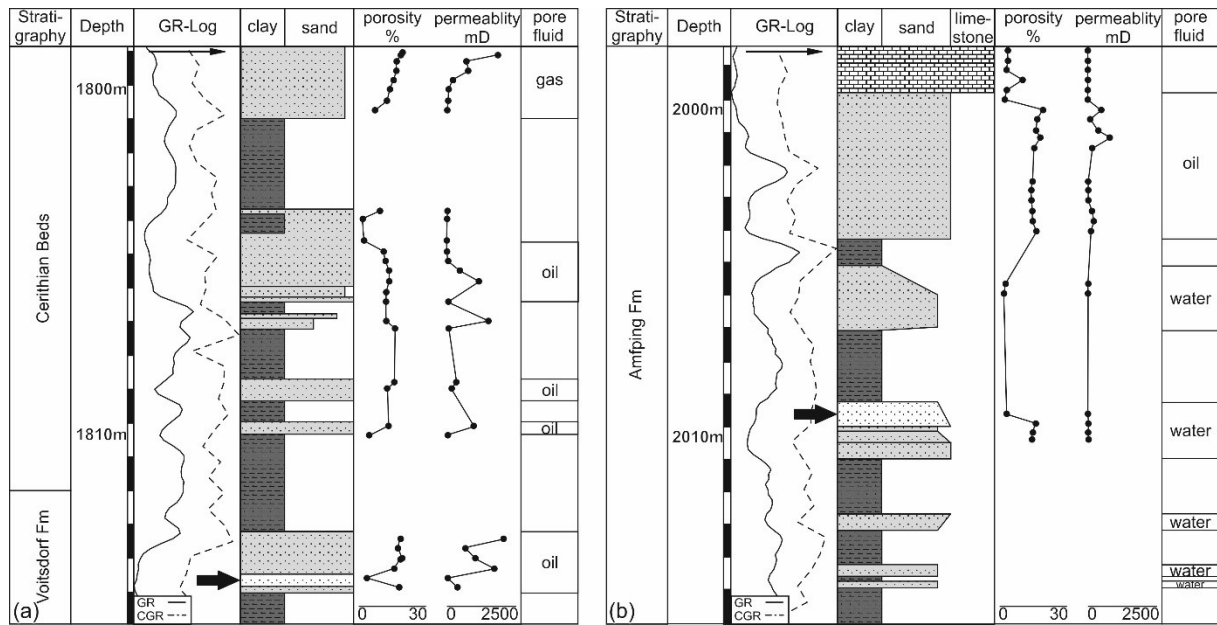 Strati-
graphy
Depth
GR-Log
clay
sand
porosity
%
permeablity
mD
pore
fluid
Cerithian Beds
Voitsdorf Fm
1800m
1810m
gas
oil
oil
oil
oil
GR
CGR
0 30
0 2500
(a)
Strati-
graphy
Depth
GR-Log
clay
sand
lime-
stone
porosity
%
permeablity
mD
pore
fluid
Amfping Fm
2000m
2010m
oil
water
water
water
water
water
GR
CGR
0 30
0 1000
(b)